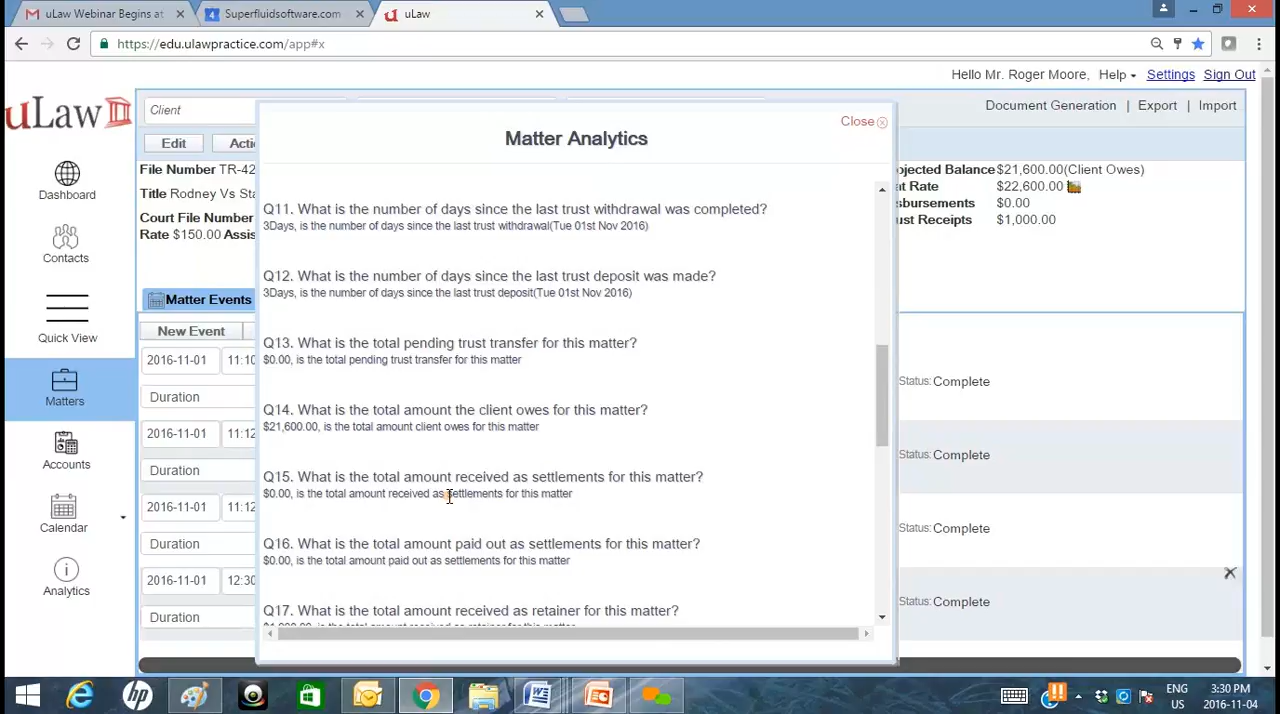 uLaw Webinar Begins at
Superfluidsoftware.com
uLaw
https://edu.ulawpractice.com/app#x
Hello Mr. Roger Moore, Help Settings Sign Out
uLaw
Dashboard
Contacts
Quick View
Matters
Accounts
Calendar
Analytics
Client
Document Generation | Export | Import
Edit
File Number TR-42
Title Rodney Vs Sta
Court File Number
Rate $150.00 Assis
ojected Balance $21,600.00(Client Owes)
at Rate $22,600.00
bursements $0.00
ust Receipts $1,000.00
Matter Events
New Event
2016-11-01 11:10
Duration
2016-11-01 11:12
Duration
2016-11-01 11:12
Duration
2016-11-01 12:30
Duration
Status: Complete
Status: Complete
Status: Complete
Status: Complete
Close
Matter Analytics
Q11. What is the number of days since the last trust withdrawal was completed?
3Days, is the number of days since the last trust withdrawal(Tue 01st Nov 2016)
Q12. What is the number of days since the last trust deposit was made?
3Days, is the number of days since the last trust deposit(Tue 01st Nov 2016)
Q13. What is the total pending trust transfer for this matter?
$0.00, is the total pending trust transfer for this matter
Q14. What is the total amount the client owes for this matter?
$21,600.00, is the total amount client owes for this matter
Q15. What is the total amount received as settlements for this matter?
$0.00, is the total amount received as settlements for this matter
Q16. What is the total amount paid out as settlements for this matter?
$0.00, is the total amount paid out as settlements for this matter
Q17. What is the total amount received as retainer for this matter?
ENG
US
3:30 PM
2016-11-04